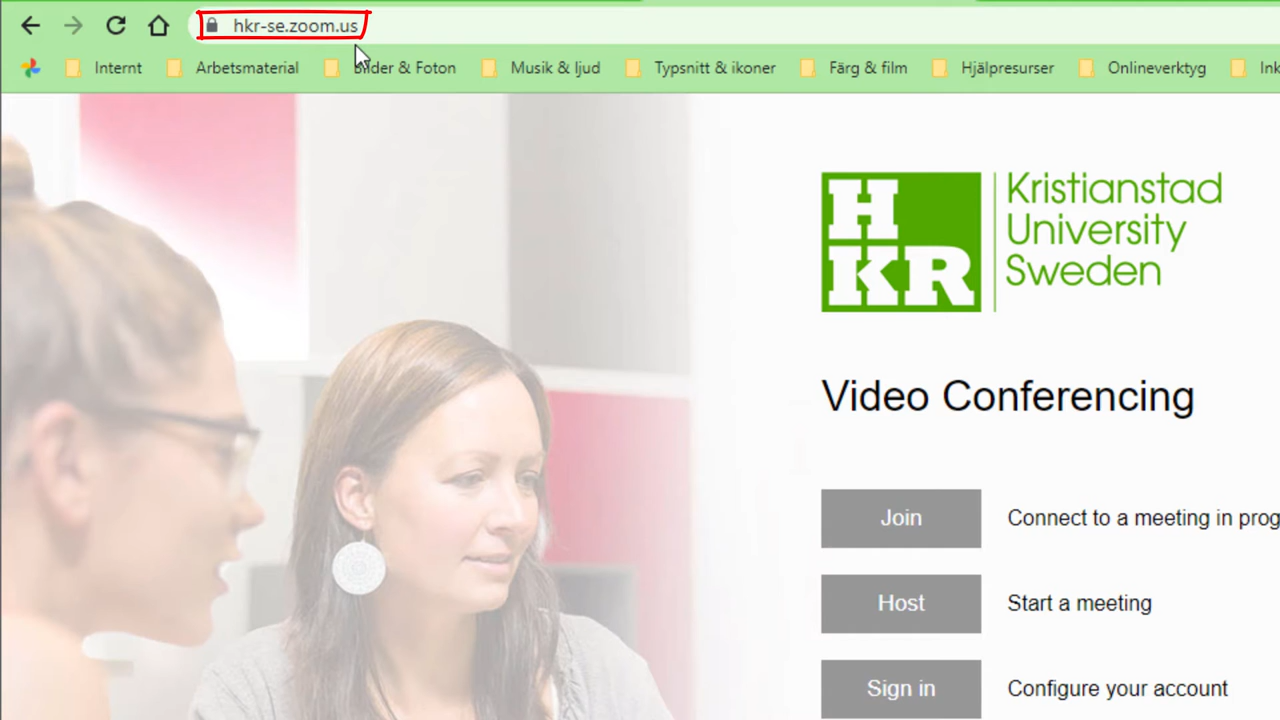 hkr-se.zoom.us
Internt Arbetsmaterial Bilder & Foton Musik & ljud Typsnitt & ikoner Färg & film Hjälpresurser Onlineverktyg Ink
HKR
Kristianstad
University
Sweden
Video Conferencing
Join Connect to a meeting in prog
Host Start a meeting
Sign in Configure your account